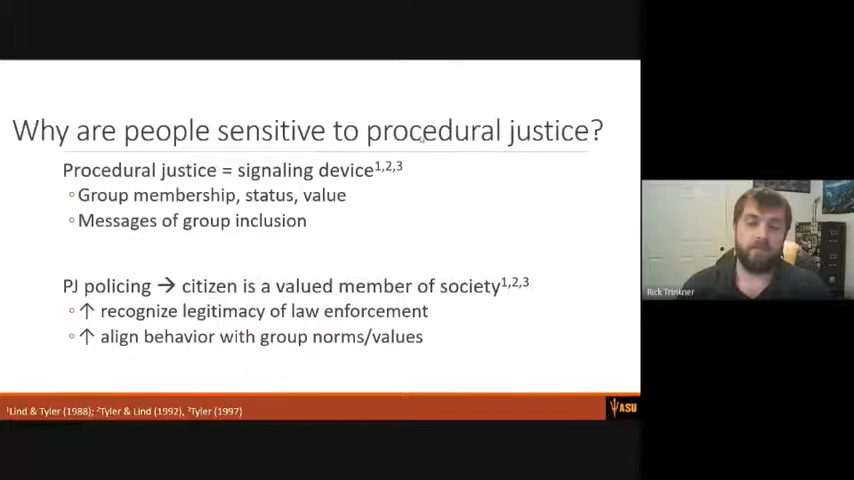 Why are people sensitive to procedural justice?
Procedural justice = signaling device1,2,3
◦ Group membership, status, value
◦ Messages of group inclusion
PJ policing → citizen is a valued member of society1,2,3
◦ ↑ recognize legitimacy of law enforcement
◦ ↑ align behavior with group norms/values
1Lind & Tyler (1988); 2Tyler & Lind (1992), 3Tyler (1997)
ASU
Rick Trinkner